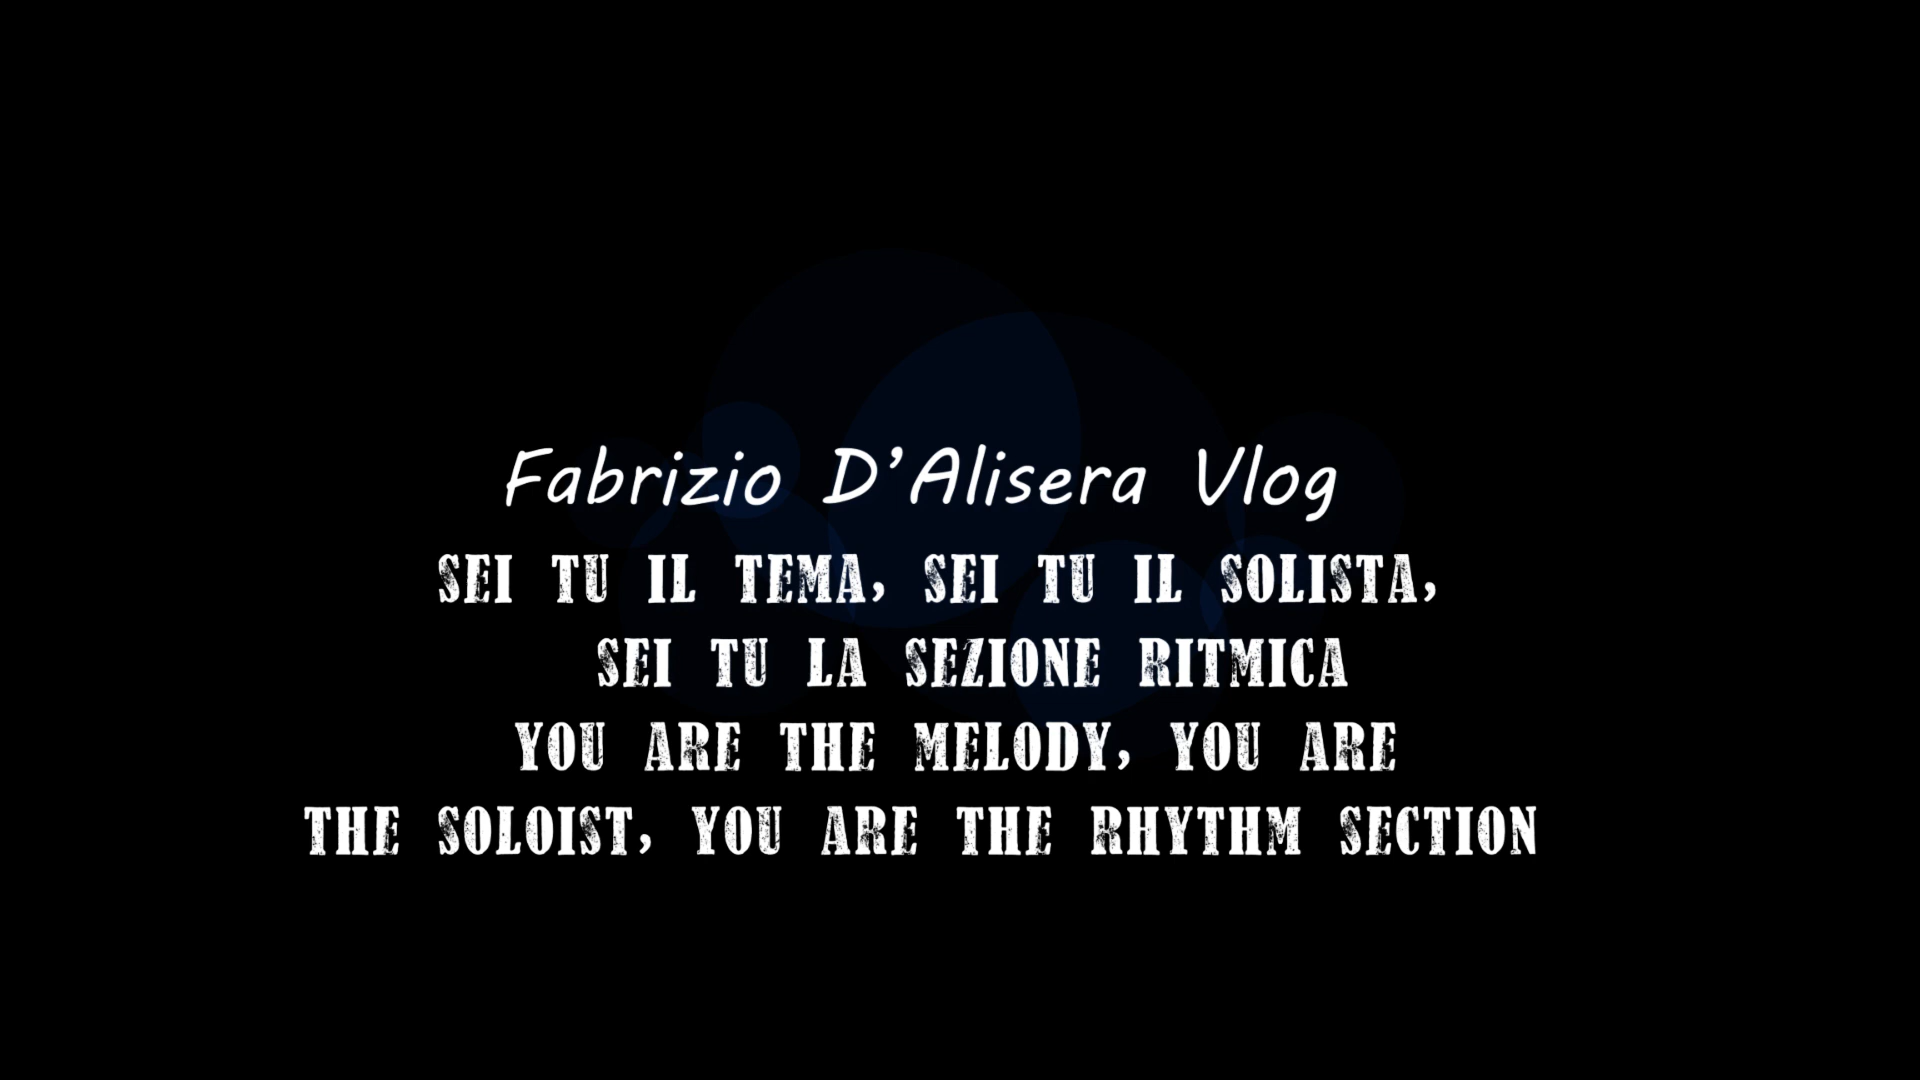 Fabrizio D'Alisera Vlog
SEI TU IL TEMA, SEI TU IL SOLISTA,
SEI TU LA SEZIONE RITMICA
YOU ARE THE MELODY, YOU ARE
THE SOLOIST, YOU ARE THE RHYTHM SECTION